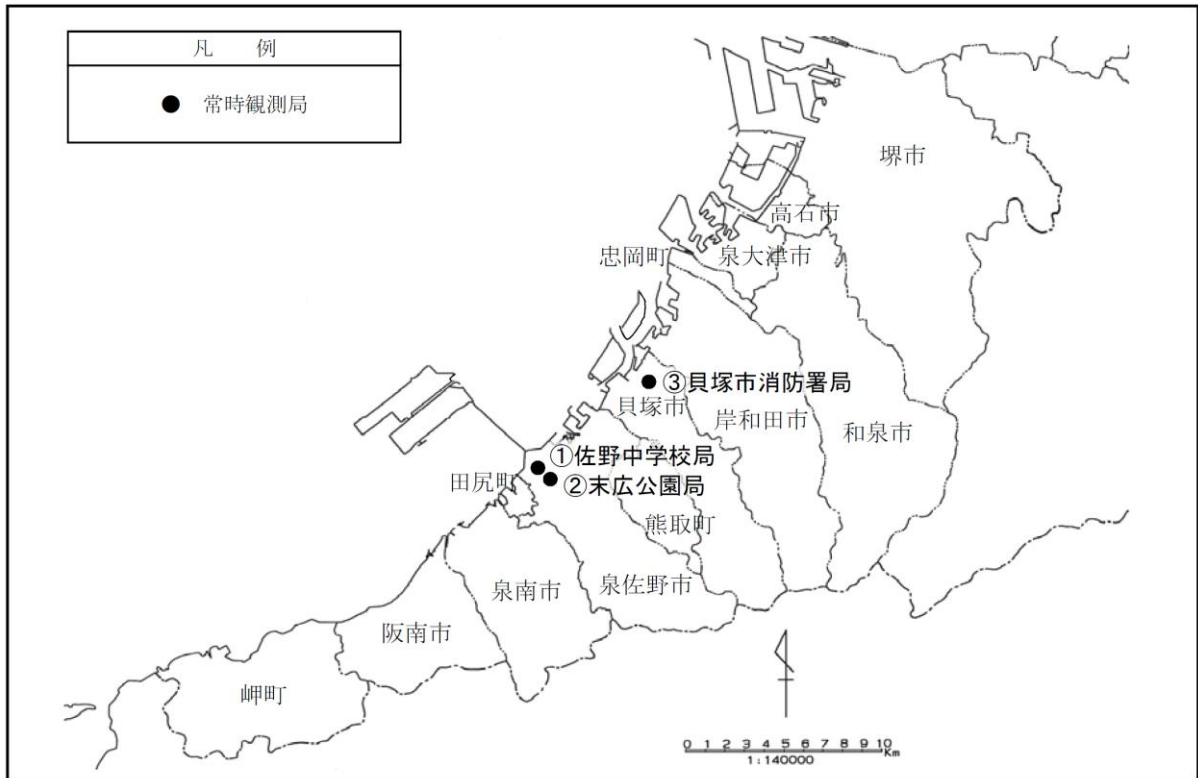 凡 例
● 常時観測局
堺市
高石市
忠岡町
泉大津市
③貝塚市消防署局
貝塚市
岸和田市
和泉市
①佐野中学校局
田尻町
②末広公園局
熊取町
泉南市
泉佐野市
阪南市
岬町
0 1 2 3 4 5 6 7 8 9 10
Km
1:140000